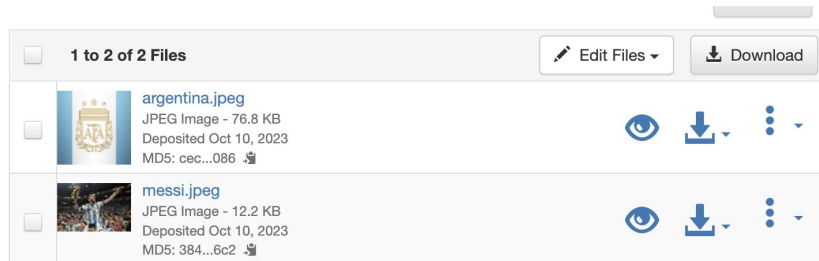 1 to 2 of 2 Files
Edit Files
Download
argentina.jpeg
JPEG Image - 76.8 KB
Deposited Oct 10, 2023
MD5: cec...086
AFA
messi.jpeg
JPEG Image - 12.2 KB
Deposited Oct 10, 2023
MD5: 384...6c2